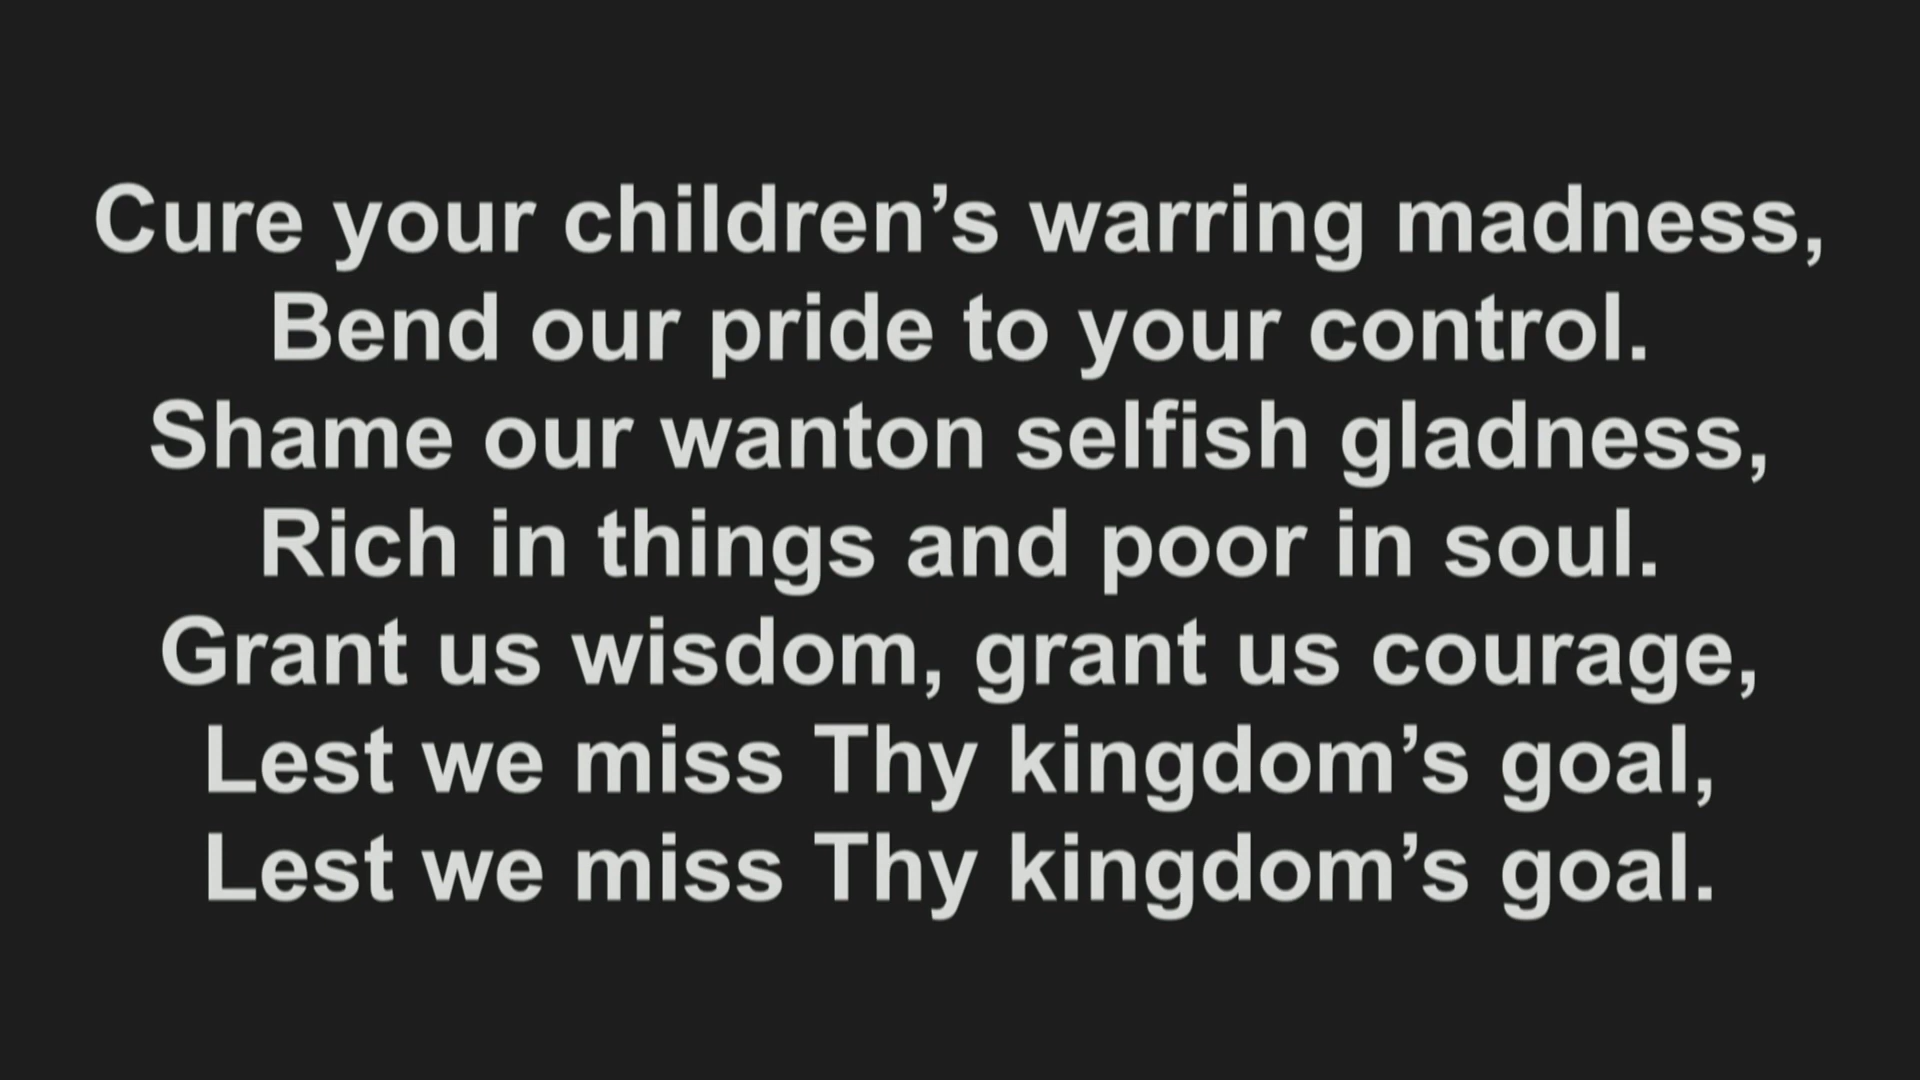 Cure your children’s warring madness,
Bend our pride to your control.
Shame our wanton selfish gladness,
Rich in things and poor in soul.
Grant us wisdom, grant us courage,
Lest we miss Thy kingdom’s goal,
Lest we miss Thy kingdom’s goal.